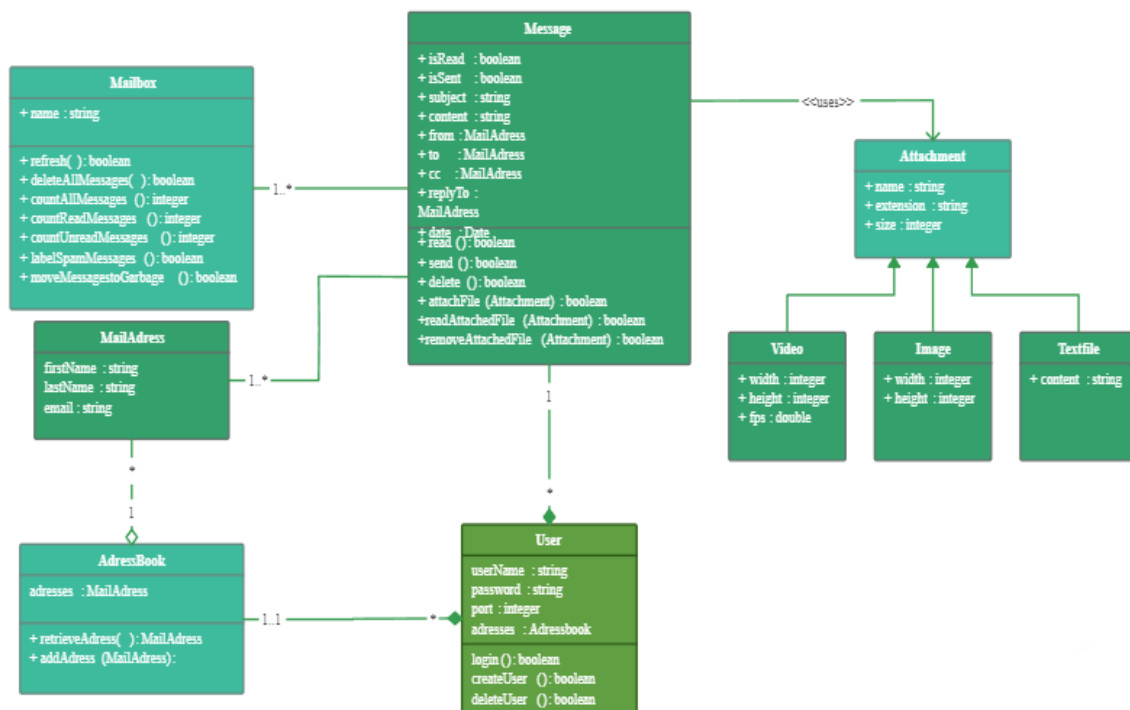 Message
+ isRead : boolean
+ isSent : boolean
+ subject : string
+ content : string
+ from : MailAdress
+ to : MailAdress
+ cc : MailAdress
+ replyTo :
MailAdress
+ date : Date
+ read () : boolean
+ send () : boolean
+ delete () : boolean
+ attachFile (Attachment) : boolean
+readAttachedFile (Attachment) : boolean
+removeAttachedFile (Attachment) : boolean
Mailbox
+ name : string
+ refresh( ) : boolean
+ deleteAllMessages( ) : boolean
+ countAllMessages () : integer
+ countReadMessages () : integer
+ countUnreadMessages () : integer
+ labelSpamMessages () : boolean
+ moveMessagestoGarbage () : boolean
1..*
<<uses>>
Attachment
+ name : string
+ extension : string
+ size : integer
MailAdress
firstName : string
lastName : string
email : string
1..*
Video
+ width : integer
+ height : integer
+ fps : double
Image
+ width : integer
+ height : integer
Textfile
+ content : string
*
1
1
*
AdressBook
adresses : MailAdress
+ retrieveAdress( ) : MailAdress
+ addAdress (MailAdress) :
1..1
*
User
userName : string
password : string
port : integer
adresses : Adressbook
login () : boolean
createUser () : boolean
deleteUser () : boolean